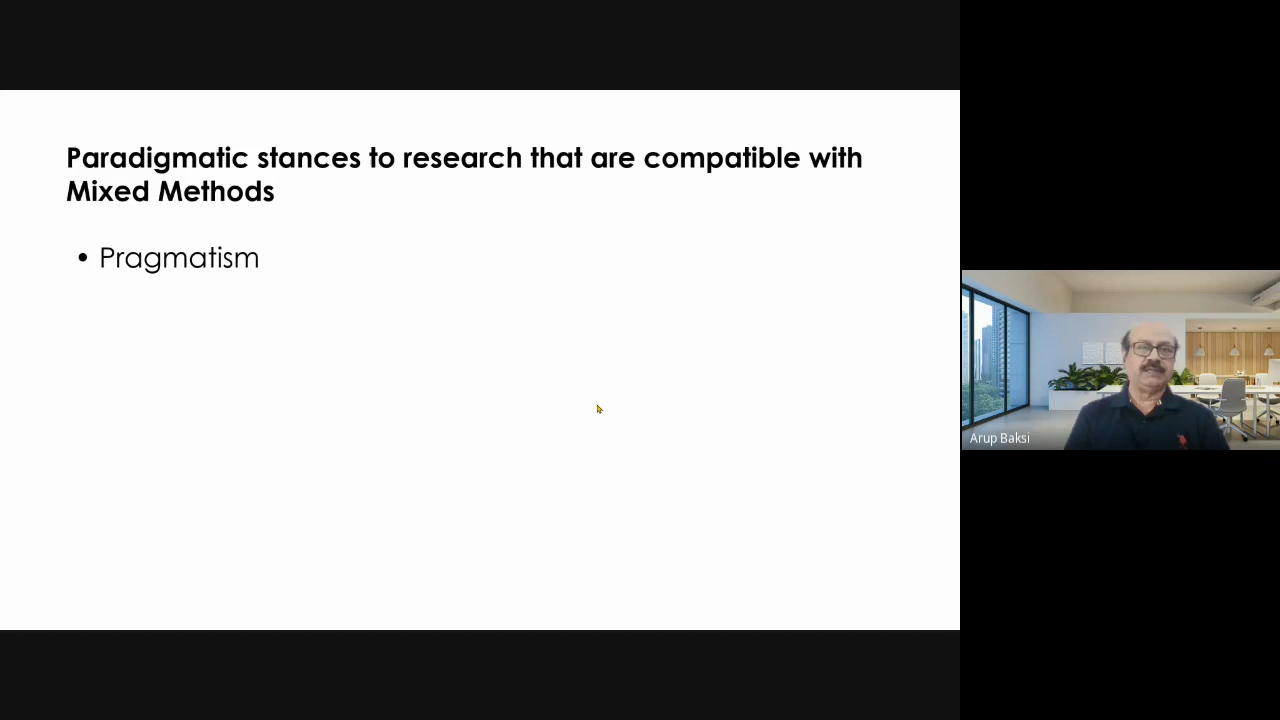 Paradigmatic stances to research that are compatible with
Mixed Methods
• Pragmatism
Arup Baksi